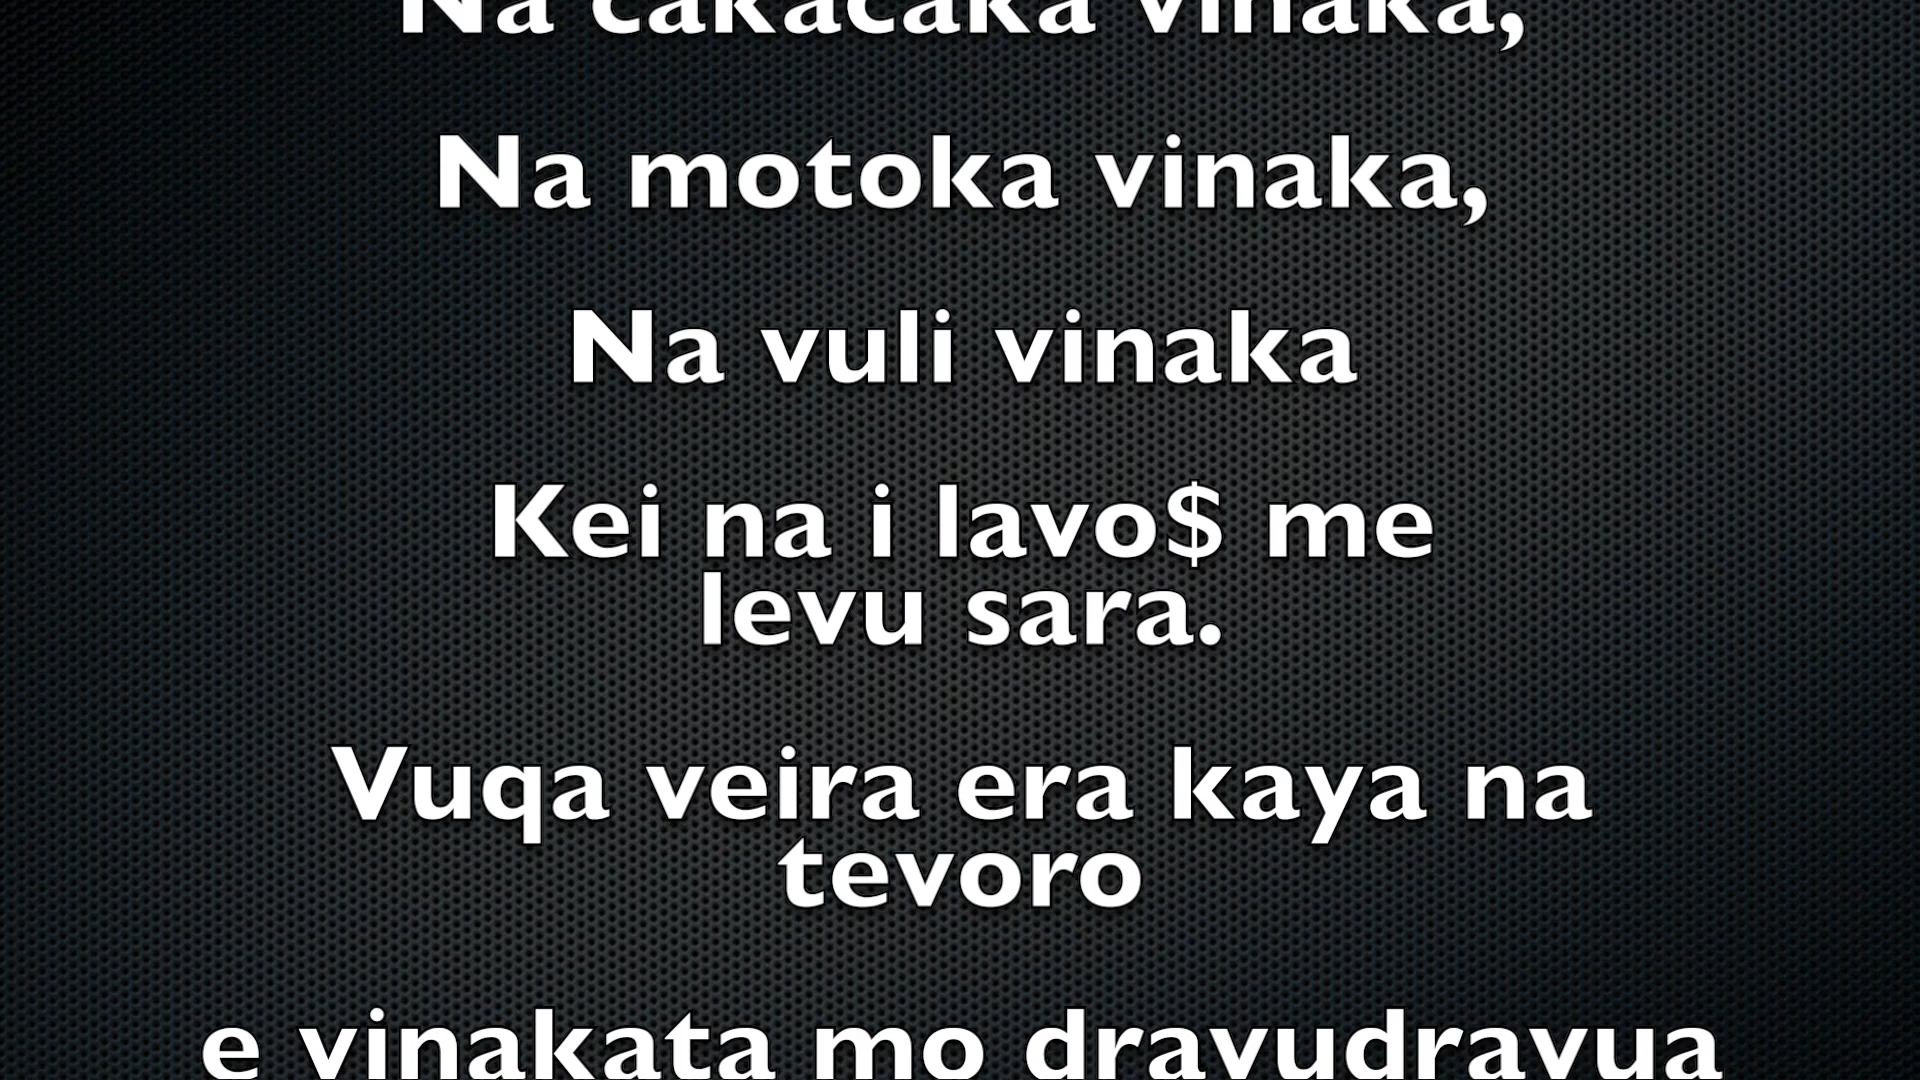 Na cakacaka vinaka,
Na motoka vinaka,
Na vuli vinaka
Kei na i lavo$ me
levu sara.
Vuqa veira era kaya na
tevoro
e vinakata mo dravudravua